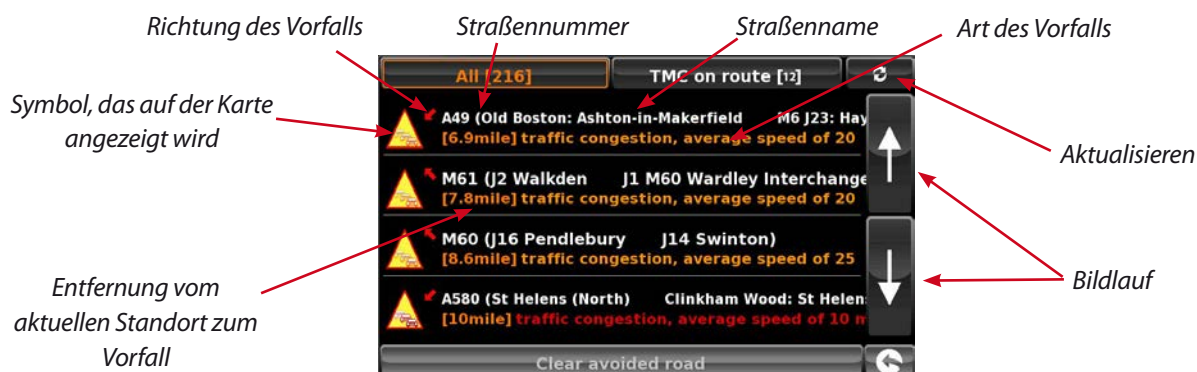 Richtung des Vorfalls
Straßennummer
Straßenname
Art des Vorfalls
Symbol, das auf der Karte
angezeigt wird
All [216]
TMC on route [12]
A49 (Old Boston: Ashton-in-Makerfield M6 J23: Hay
[6.9mile] traffic congestion, average speed of 20
M61 (J2 Walkden J1 M60 Wardley Interchange
[7.8mile] traffic congestion, average speed of 20
M60 (J16 Pendlebury J14 Swinton)
[8.6mile] traffic congestion, average speed of 25
A580 (St Helens (North) Clinkham Wood: St Helen
[10mile] traffic congestion, average speed of 10 m
Clear avoided road
Aktualisieren
Bildlauf
Entfernung vom
aktuellen Standort zum
Vorfall